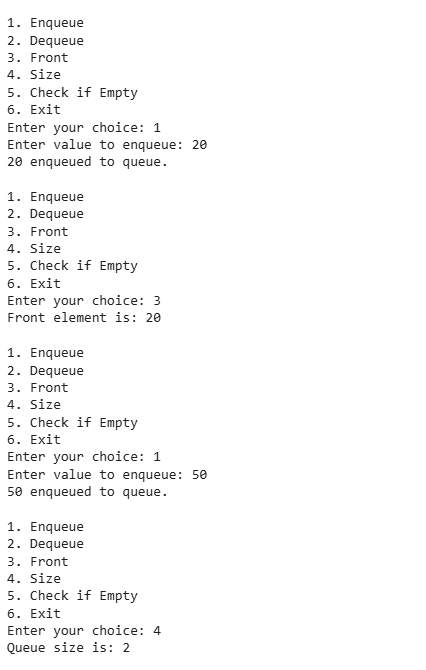 1. Enqueue
2. Dequeue
3. Front
4. Size
5. Check if Empty
6. Exit
Enter your choice: 1
Enter value to enqueue: 20
20 enqueued to queue.
1. Enqueue
2. Dequeue
3. Front
4. Size
5. Check if Empty
6. Exit
Enter your choice: 3
Front element is: 20
1. Enqueue
2. Dequeue
3. Front
4. Size
5. Check if Empty
6. Exit
Enter your choice: 1
Enter value to enqueue: 50
50 enqueued to queue.
1. Enqueue
2. Dequeue
3. Front
4. Size
5. Check if Empty
6. Exit
Enter your choice: 4
Queue size is: 2